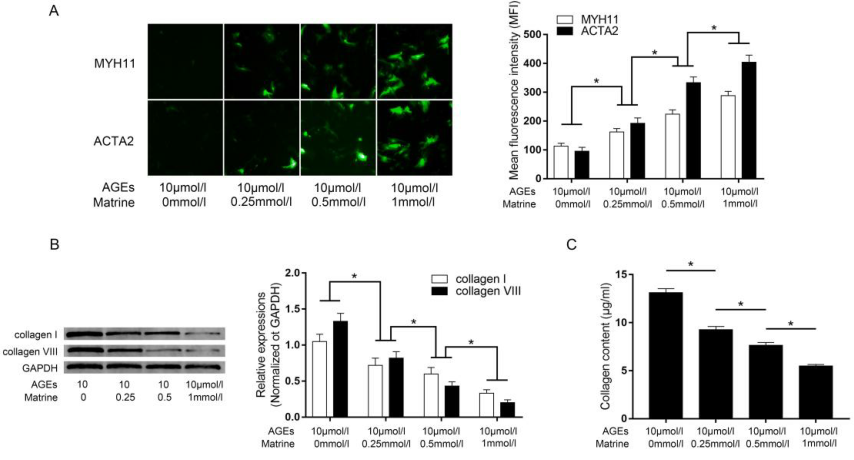 A
MYH11
ACTA2
AGEs 10μmol/l 10μmol/l 10μmol/l 10μmol/l
Matrine 0mmol/l 0.25mmol/l 0.5mmol/l 1mmol/l
Mean fluorescence intensity (MFI)
500
400
300
200
100
0
MYH11
ACTA2
* * *
AGEs 10μmol/l 10μmol/l 10μmol/l 10μmol/l
Matrine 0mmol/l 0.25mmol/l 0.5mmol/l 1mmol/l
B
collagen I
collagen VIII
GAPDH
AGEs 10 10 10 10μmol/l
Matrine 0 0.25 0.5 1mmol/l
Relative expressions
(Normalized ot GAPDH)
2.0
1.5
1.0
0.5
0.0
collagen I
collagen VIII
* * *
AGEs 10μmol/l 10μmol/l 10μmol/l 10μmol/l
Matrine 0mmol/l 0.25mmol/l 0.5mmol/l 1mmol/l
C
Collagen content (μg/ml)
15
10
5
0
* * *
AGEs 10μmol/l 10μmol/l 10μmol/l 10μmol/l
Matrine 0mmol/l 0.25mmol/l 0.5mmol/l 1mmol/l